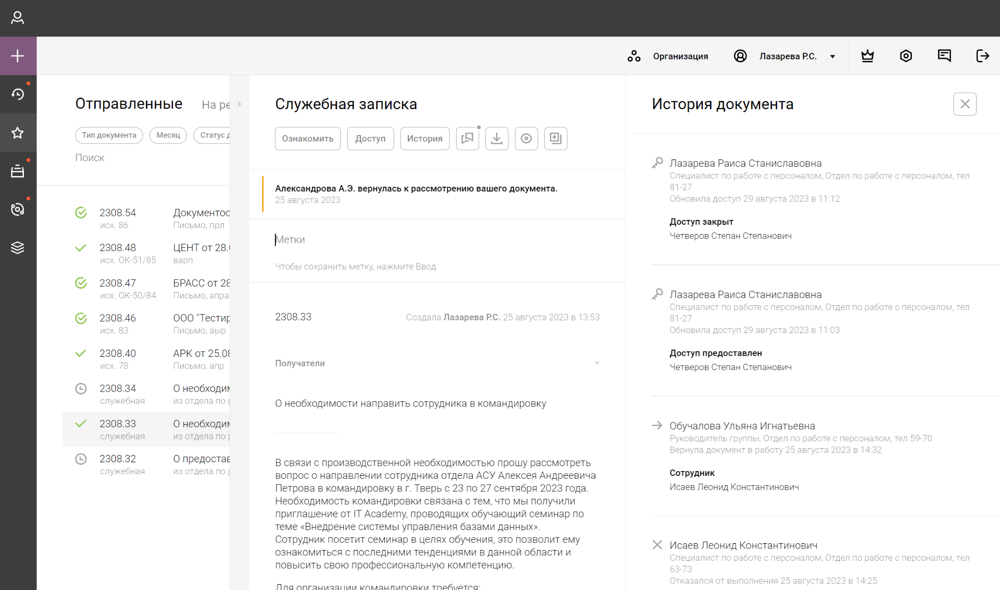 Организация
Лазарева Р.С.
Отправленные
На ре
Тип документа
Месяц
Статус д
Поиск
2308.54
Документос
исх. 86
Письмо, прл
2308.48
ЦЕНТ от 28.
исх. ОК-51/85
варп
2308.47
БРАСС от 28
исх. ОК-50/84
Письмо, апра
2308.46
ООО "Тестир
исх. 83
Письмо, аыр
2308.40
АРК от 25.08
исх. 78
Письмо, апр
2308.34
О необходим
служебная
из отдела по р
2308.33
О необходим
служебная
из отдела по р
2308.32
О предостав
служебная
из отдела по р
Служебная записка
Ознакомить
Доступ
История
Александрова А.Э. вернулась к рассмотрению вашего документа.
25 августа 2023
Метки
Чтобы сохранить метку, нажмите Ввод
2308.33
Создала Лазарева Р.С. 25 августа 2023 в 13:53
Получатели
О необходимости направить сотрудника в командировку
В связи с производственной необходимостью прошу рассмотреть
вопрос о направлении сотрудника отдела АСУ Алексея Андреевича
Петрова в командировку в г. Тверь с 23 по 27 сентября 2023 года.
Необходимость командировки связана с тем, что мы получили
приглашение от IT Academy, проводящих обучающий семинар по
теме «Внедрение системы управления базами данных».
Сотрудник посетит семинар в целях обучения, это позволит ему
ознакомиться с последними тенденциями в данной области и
повысить свою профессиональную компетенцию.
Для организации командировки требуется:
История документа
Лазарева Раиса Станиславовна
Специалист по работе с персоналом, Отдел по работе с персоналом, тел
81-27
Обновила доступ 29 августа 2023 в 11:12
Доступ закрыт
Четверов Степан Степанович
Лазарева Раиса Станиславовна
Специалист по работе с персоналом, Отдел по работе с персоналом, тел
81-27
Обновила доступ 29 августа 2023 в 11:03
Доступ предоставлен
Четверов Степан Степанович
Обучалова Ульяна Игнатьевна
Руководитель группы, Отдел по работе с персоналом, тел 59-70
Вернула документ в работу 25 августа 2023 в 14:32
Сотрудник
Исаев Леонид Константинович
Исаев Леонид Константинович
Специалист по работе с персоналом, Отдел по работе с персоналом, тел
63-73
Отказался от выполнения 25 августа 2023 в 14:25